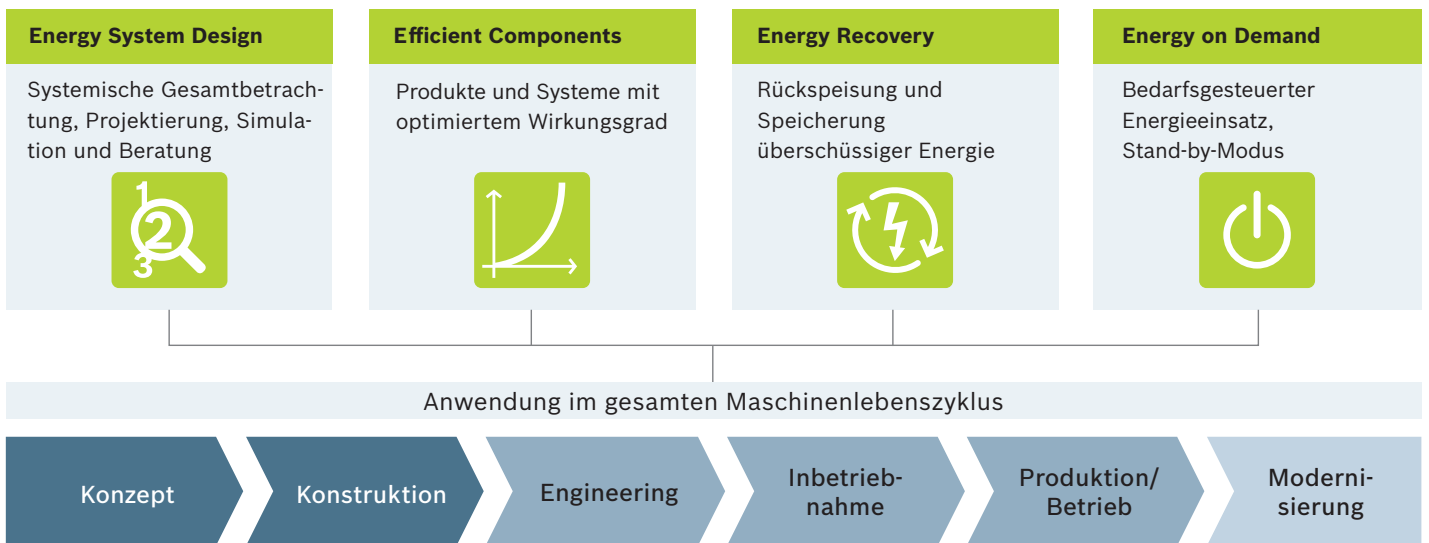 Energy System Design
Systemische Gesamtbetrach-
tung, Projektierung, Simula-
tion und Beratung
1
2
3
Efficient Components
Produkte und Systeme mit
optimiertem Wirkungsgrad
Energy Recovery
Rückspeisung und
Speicherung
überschüssiger Energie
Energy on Demand
Bedarfsgesteuerter
Energieeinsatz,
Stand-by-Modus
Anwendung im gesamten Maschinenlebenszyklus
Konzept
Konstruktion
Engineering
Inbetrieb-
nahme
Produktion/
Betrieb
Moderni-
sierung